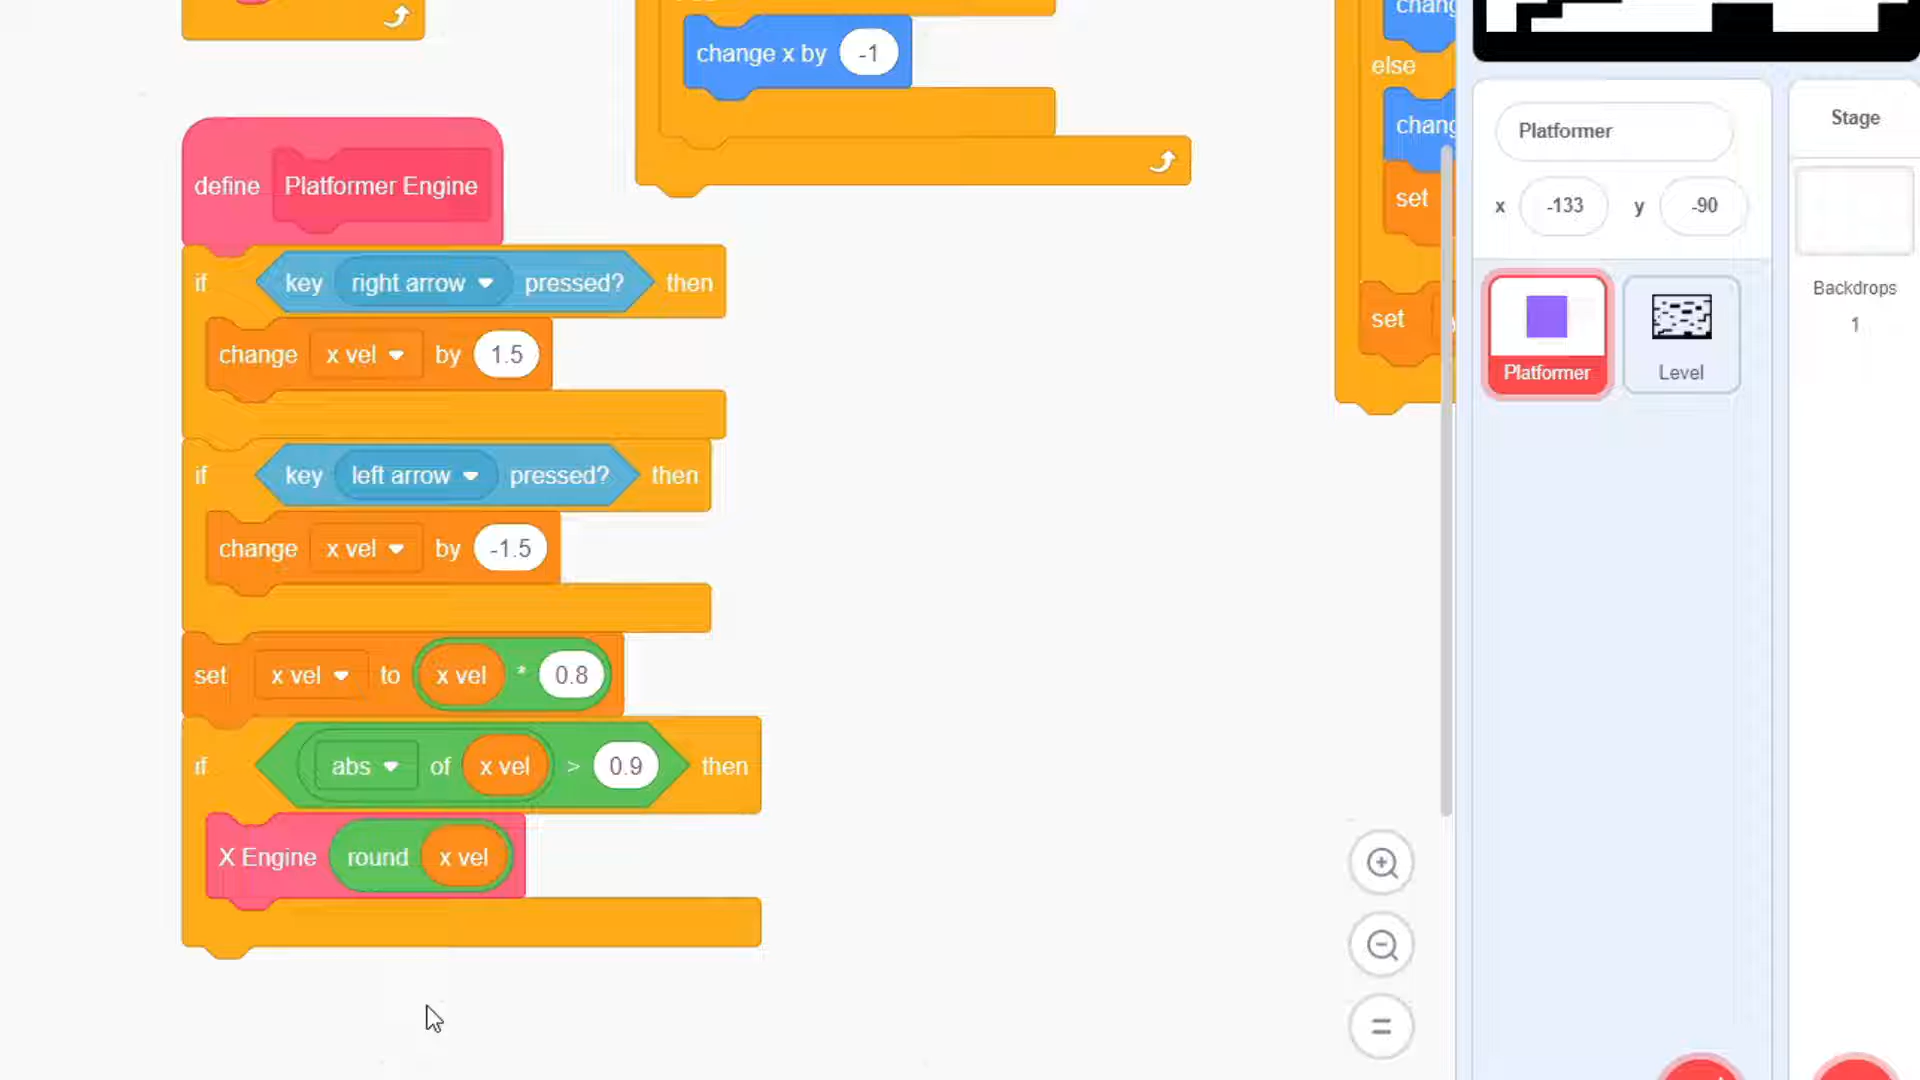 change x by -1
define Platformer Engine
if key right arrow pressed? then
change x vel by 1.5
if key left arrow pressed? then
change x vel by -1.5
set x vel to x vel * 0.8
if abs of x vel > 0.9 then
X Engine round x vel
else
set
set
Platformer
x -133 y -90
Platformer
Level
Stage
Backdrops
1